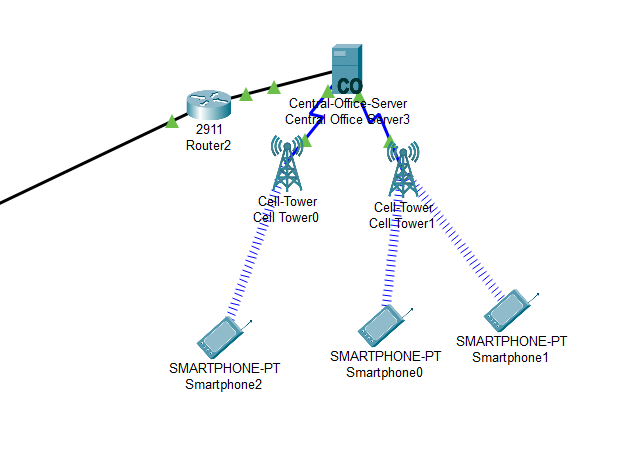 CO
Central-Office-Server
Central Office Server3
2911
Router2
Cell-Tower
Cell Tower0
Cell-Tower
Cell Tower1
SMARTPHONE-PT
Smartphone2
SMARTPHONE-PT
Smartphone0
SMARTPHONE-PT
Smartphone1